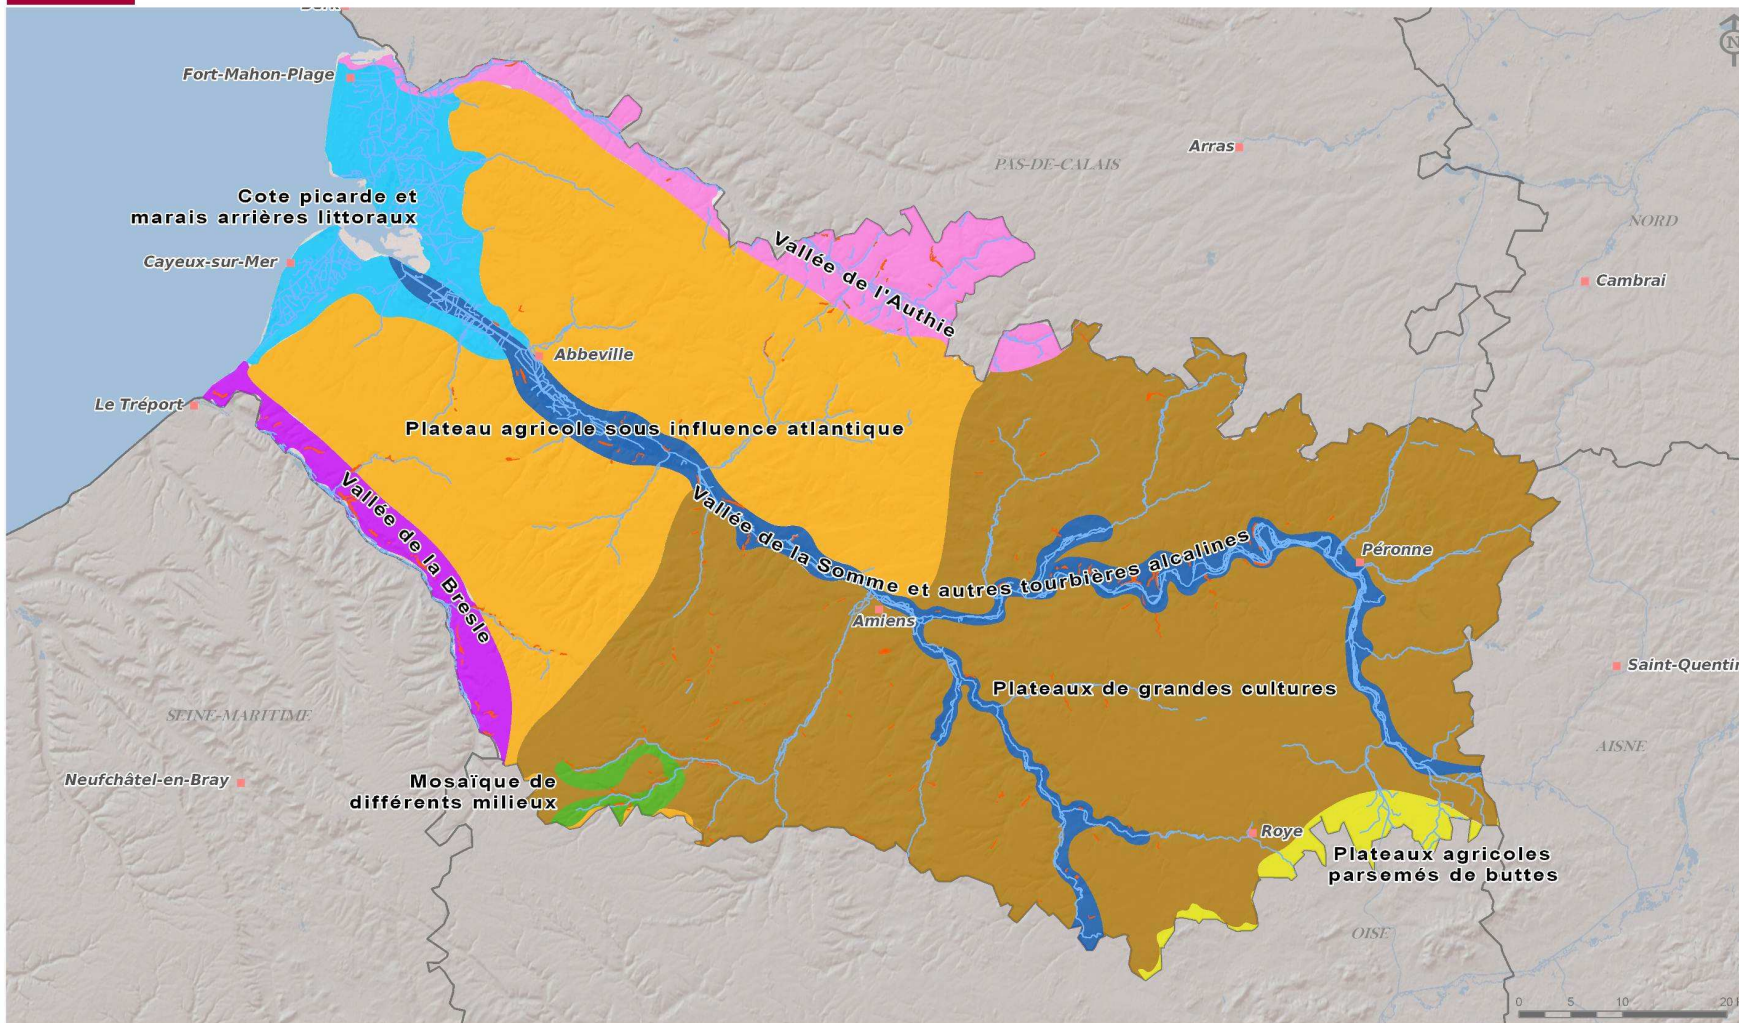 N
Fort-Mahon-Plage
Arras
PAS-DE-CALAIS
Cote picarde et
marais arrières littoraux
NORD
Cayeux-sur-Mer
Vallée de l'Authie
Cambrai
Abbeville
Le Tréport
Plateau agricole sous influence atlantique
Vallée de la Bresle
Vallée de la Somme et autres tourbières alcalines
Péronne
Amiens
Saint-Quentin
Plateaux de grandes cultures
SEINE-MARITIME
AISNE
Neufchâtel-en-Bray
Mosaïque de
différents milieux
Roye
Plateaux agricoles
parsemés de buttes
OISE
0 5 10 20